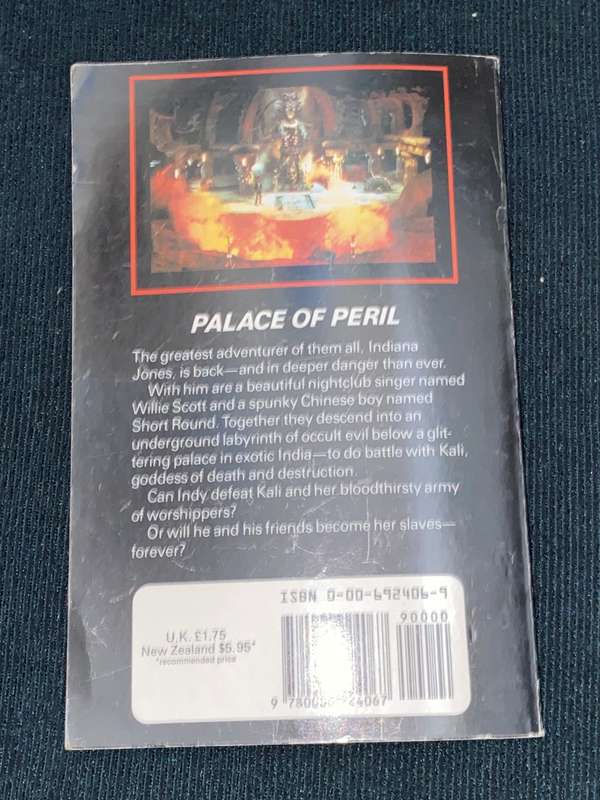 PALACE OF PERIL
The greatest adventurer of them all, Indiana
Jones, is back—and in deeper danger than ever.
With him are a beautiful nightclub singer named
Willie Scott and a spunky Chinese boy named
Short Round. Together they descend into an
underground labyrinth of occult evil below a glit-
tering palace in exotic India—to do battle with Kali,
goddess of death and destruction.
Can Indy defeat Kali and her bloodthirsty army
of worshippers?
Or will he and his friends become her slaves—
forever?
ISBN 0-00-692406-9
90000
U.K. £1.75
New Zealand $5.95*
*recommended price
9